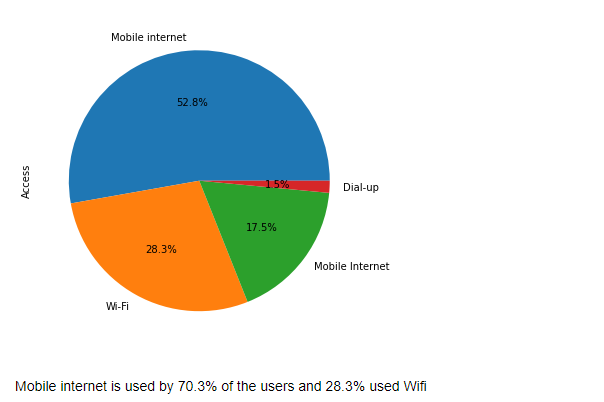 Mobile internet
52.8%
Access
1.5%
Dial-up
17.5%
28.3%
Mobile Internet
Wi-Fi
Mobile internet is used by 70.3% of the users and 28.3% used Wifi